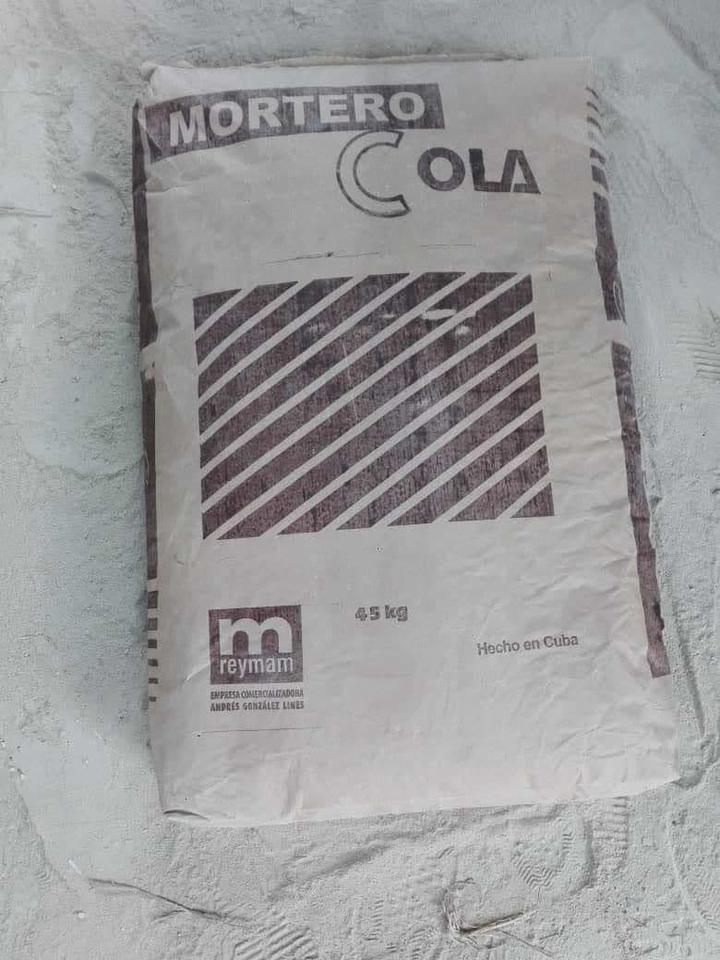 MORTERO
COLA
45 kg
Hecho en Cuba
m
reymam
EMPRESA COMERCIALIZADORA
ANDRÉS GONZÁLEZ LINES